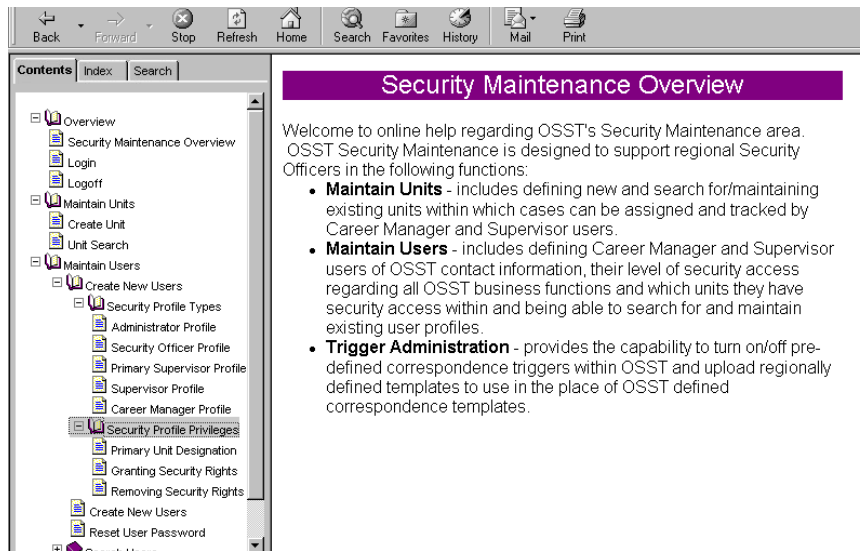 Back Forward Stop Refresh Home Search Favorites History Mail Print
Contents Index Search
Overview
Security Maintenance Overview
Login
Logoff
Maintain Units
Create Unit
Unit Search
Maintain Users
Create New Users
Security Profile Types
Administrator Profile
Security Officer Profile
Primary Supervisor Profile
Supervisor Profile
Career Manager Profile
Security Profile Privileges
Primary Unit Designation
Granting Security Rights
Removing Security Rights
Create New Users
Reset User Password
Security Maintenance Overview
Welcome to online help regarding OSST's Security Maintenance area.
OSST Security Maintenance is designed to support regional Security
Officers in the following functions:
• Maintain Units - includes defining new and search for/maintaining
existing units within which cases can be assigned and tracked by
Career Manager and Supervisor users.
• Maintain Users - includes defining Career Manager and Supervisor
users of OSST contact information, their level of security access
regarding all OSST business functions and which units they have
security access within and being able to search for and maintain
existing user profiles.
• Trigger Administration - provides the capability to turn on/off pre-
defined correspondence triggers within OSST and upload regionally
defined templates to use in the place of OSST defined
correspondence templates.